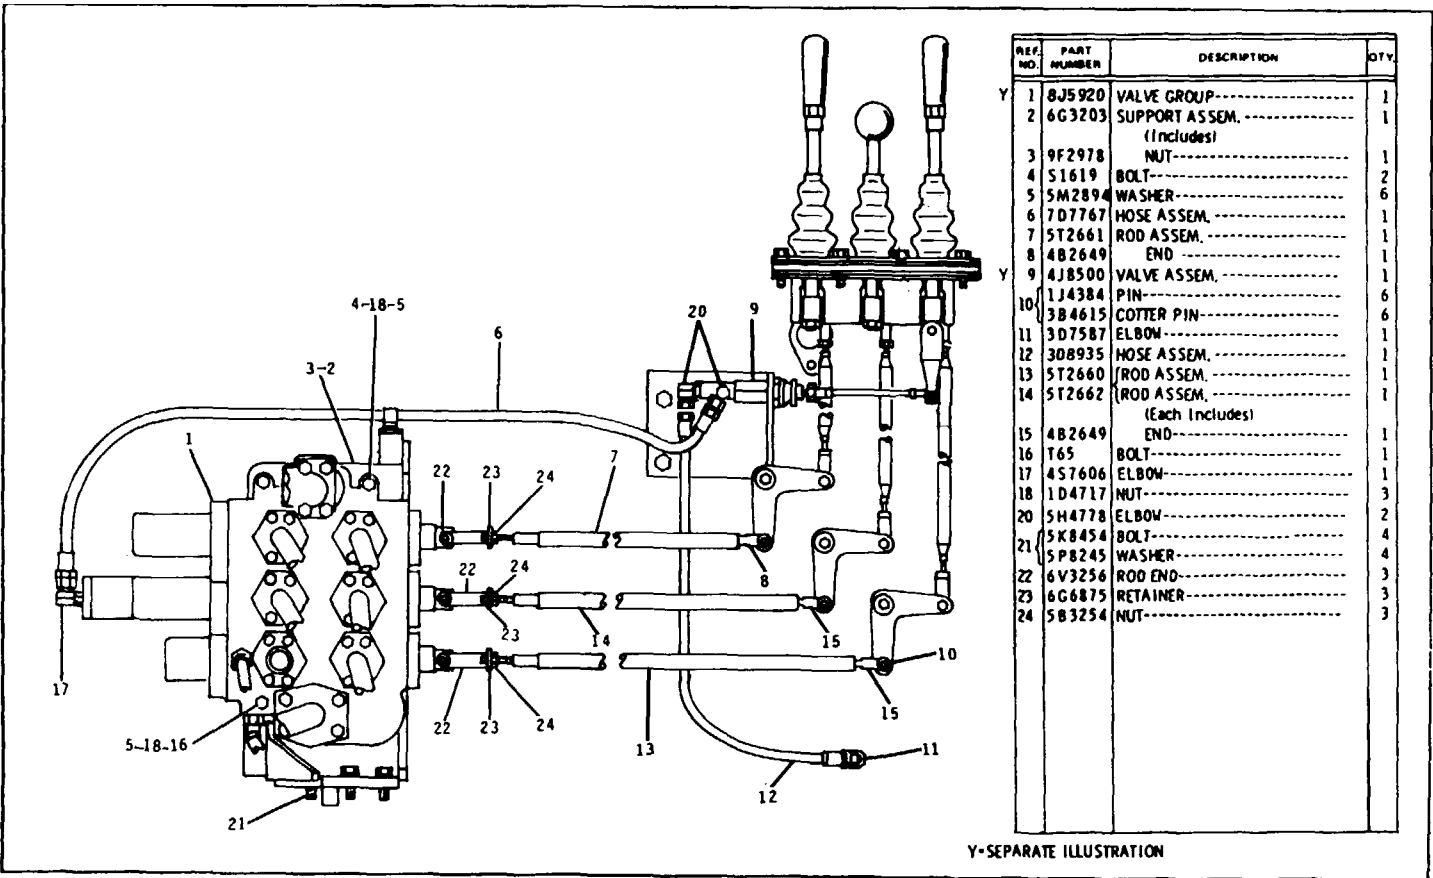 REF. NO. PART NUMBER DESCRIPTION QTY.
Y 1 8J5920 VALVE GROUP 1
2 6G3203 SUPPORT ASSEM. 1
(Includes)
3 9F2978 NUT 1
4 S1619 BOLT 2
5 5M2894 WASHER 6
6 7D7767 HOSE ASSEM. 1
7 5T2661 ROD ASSEM. 1
8 4B2649 END 1
Y 9 4J8500 VALVE ASSEM. 1
10 1J4384 PIN 6
3B4615 COTTER PIN 6
11 3D7587 ELBOW 1
12 3D8935 HOSE ASSEM. 1
13 5T2660 ROD ASSEM. 1
14 5T2662 ROD ASSEM. 1
(Each Includes)
15 4B2649 END 1
16 T65 BOLT 1
17 4S7606 ELBOW 1
18 1D4717 NUT 3
20 5H4778 ELBOW 2
21 5K8454 BOLT 4
5P8245 WASHER 4
22 6V3256 ROD END 3
23 6G6875 RETAINER 3
24 5B3254 NUT 3
Y-SEPARATE ILLUSTRATION
4-18-5
20
9
6
3-2
1
22
23
24
7
8
22
24
23
14
15
10
17
22
23
24
15
5-18-16
13
11
12
21